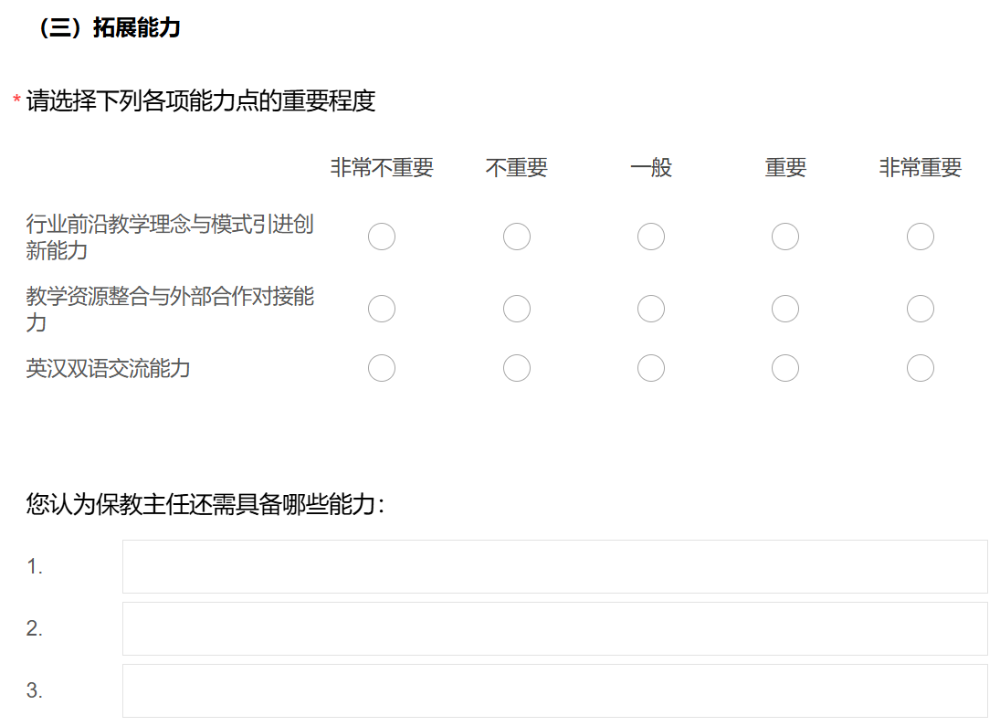 （三）拓展能力
* 请选择下列各项能力点的重要程度
非常不重要 不重要 一般 重要 非常重要
行业前沿教学理念与模式引进创
新能力
教学资源整合与外部合作对接能
力
英汉双语交流能力
您认为保教主任还需具备哪些能力：
1.
2.
3.